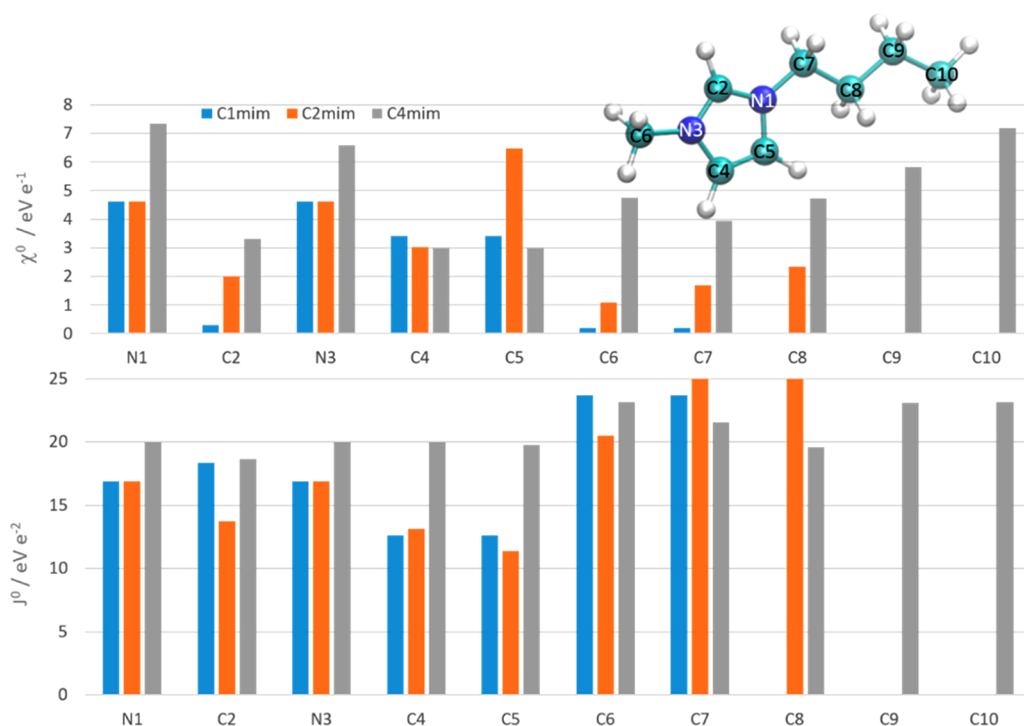 C9
C7
C10
C2
C8
N1
8
C1mim C2mim C4mim
N3
C6
7
C5
6
C4
5
4
3
2
1
0
χ⁰ / eV e⁻¹
N1 C2 N3 C4 C5 C6 C7 C8 C9 C10
25
20
15
10
5
0
J⁰ / eV e⁻²
N1 C2 N3 C4 C5 C6 C7 C8 C9 C10